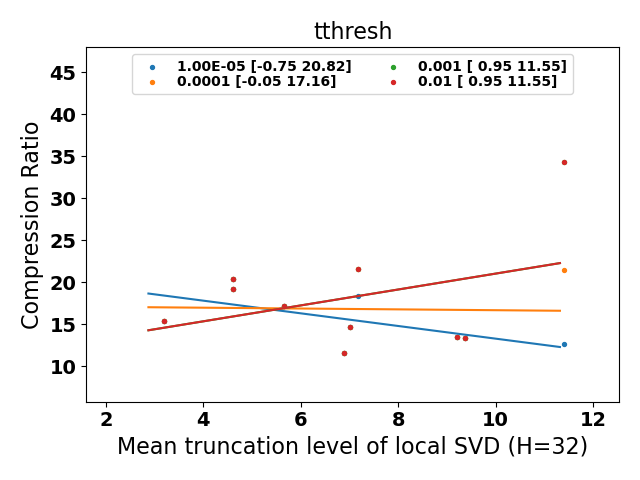 tthresh
1.00E-05 [-0.75 20.82]
0.0001 [-0.05 17.16]
0.001 [ 0.95 11.55]
0.01 [ 0.95 11.55]
Compression Ratio
45
40
35
30
25
20
15
10
2 4 6 8 10 12
Mean truncation level of local SVD (H=32)